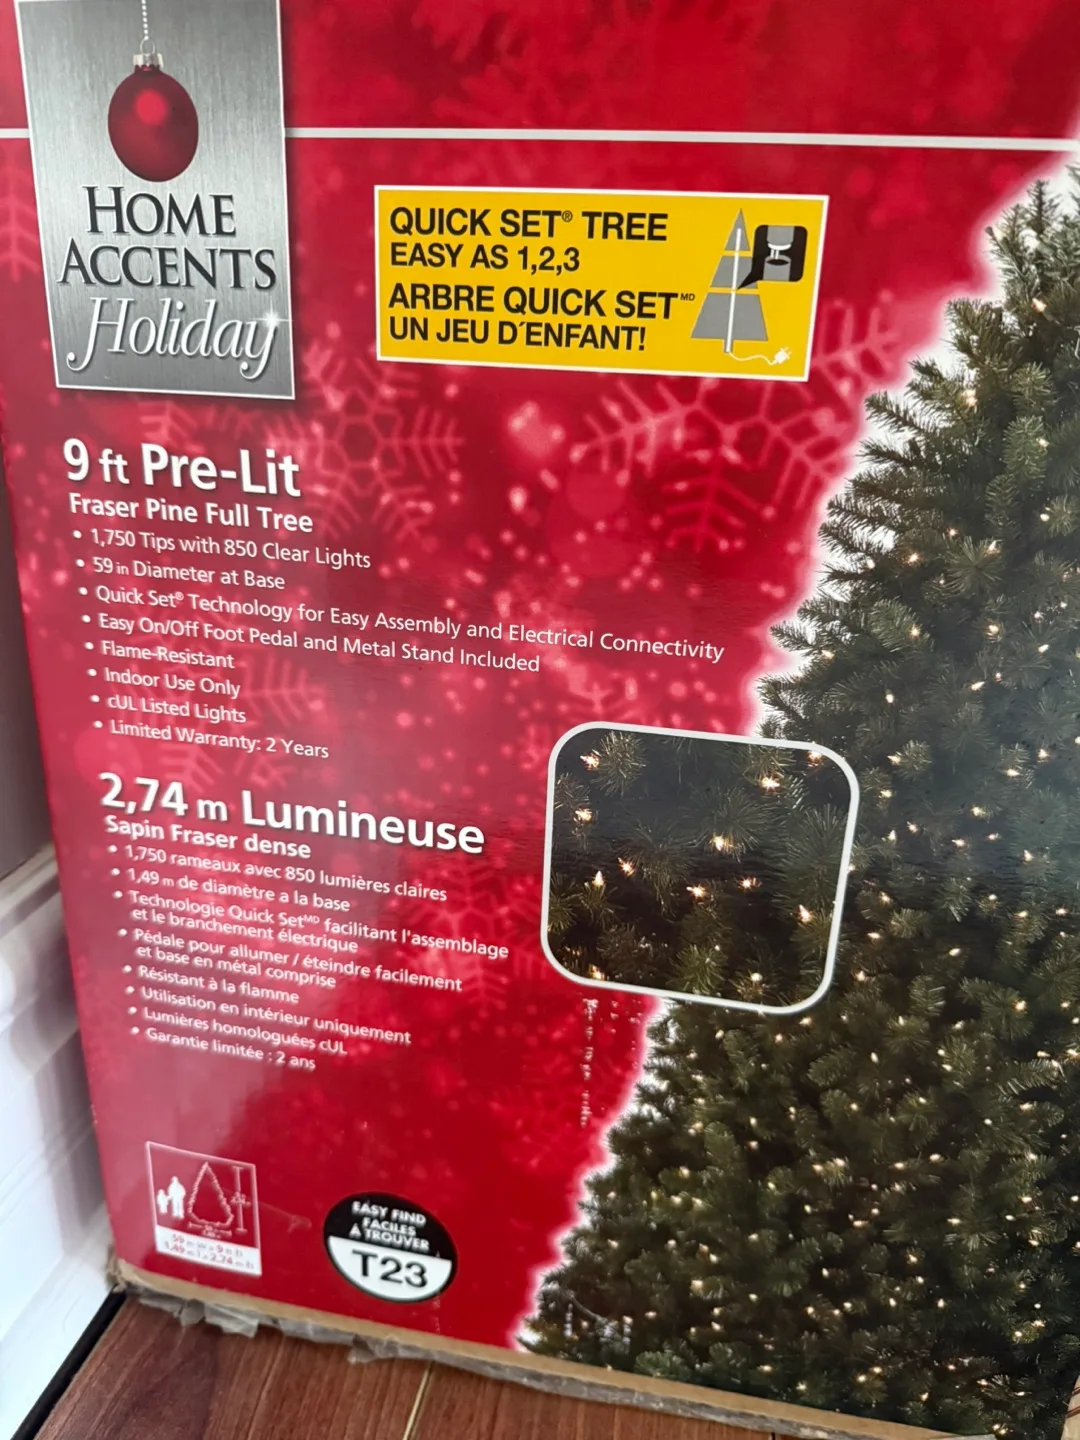 HOME
ACCENTS
Holiday
QUICK SET® TREE
EASY AS 1,2,3
ARBRE QUICK SET MD
UN JEU D'ENFANT!
9 ft Pre-Lit
Fraser Pine Full Tree
• 1,750 Tips with 850 Clear Lights
• 59 in Diameter at Base
• Quick Set® Technology for Easy Assembly and Electrical Connectivity
• Easy On/Off Foot Pedal and Metal Stand Included
• Flame-Resistant
• Indoor Use Only
• cUL Listed Lights
• Limited Warranty: 2 Years
2,74 m Lumineuse
Sapin Fraser dense
• 1,750 rameaux avec 850 lumières claires
• 1,49 m de diamètre a la base
• Technologie Quick Set MD facilitant l'assemblage
et le branchement électrique
• Pédale pour allumer / éteindre facilement
et base en métal comprise
• Résistant à la flamme
• Utilisation en intérieur uniquement
• Lumières homologuées cUL
• Garantie limitée : 2 ans
EASY FIND
FACILES
À TROUVER
T23